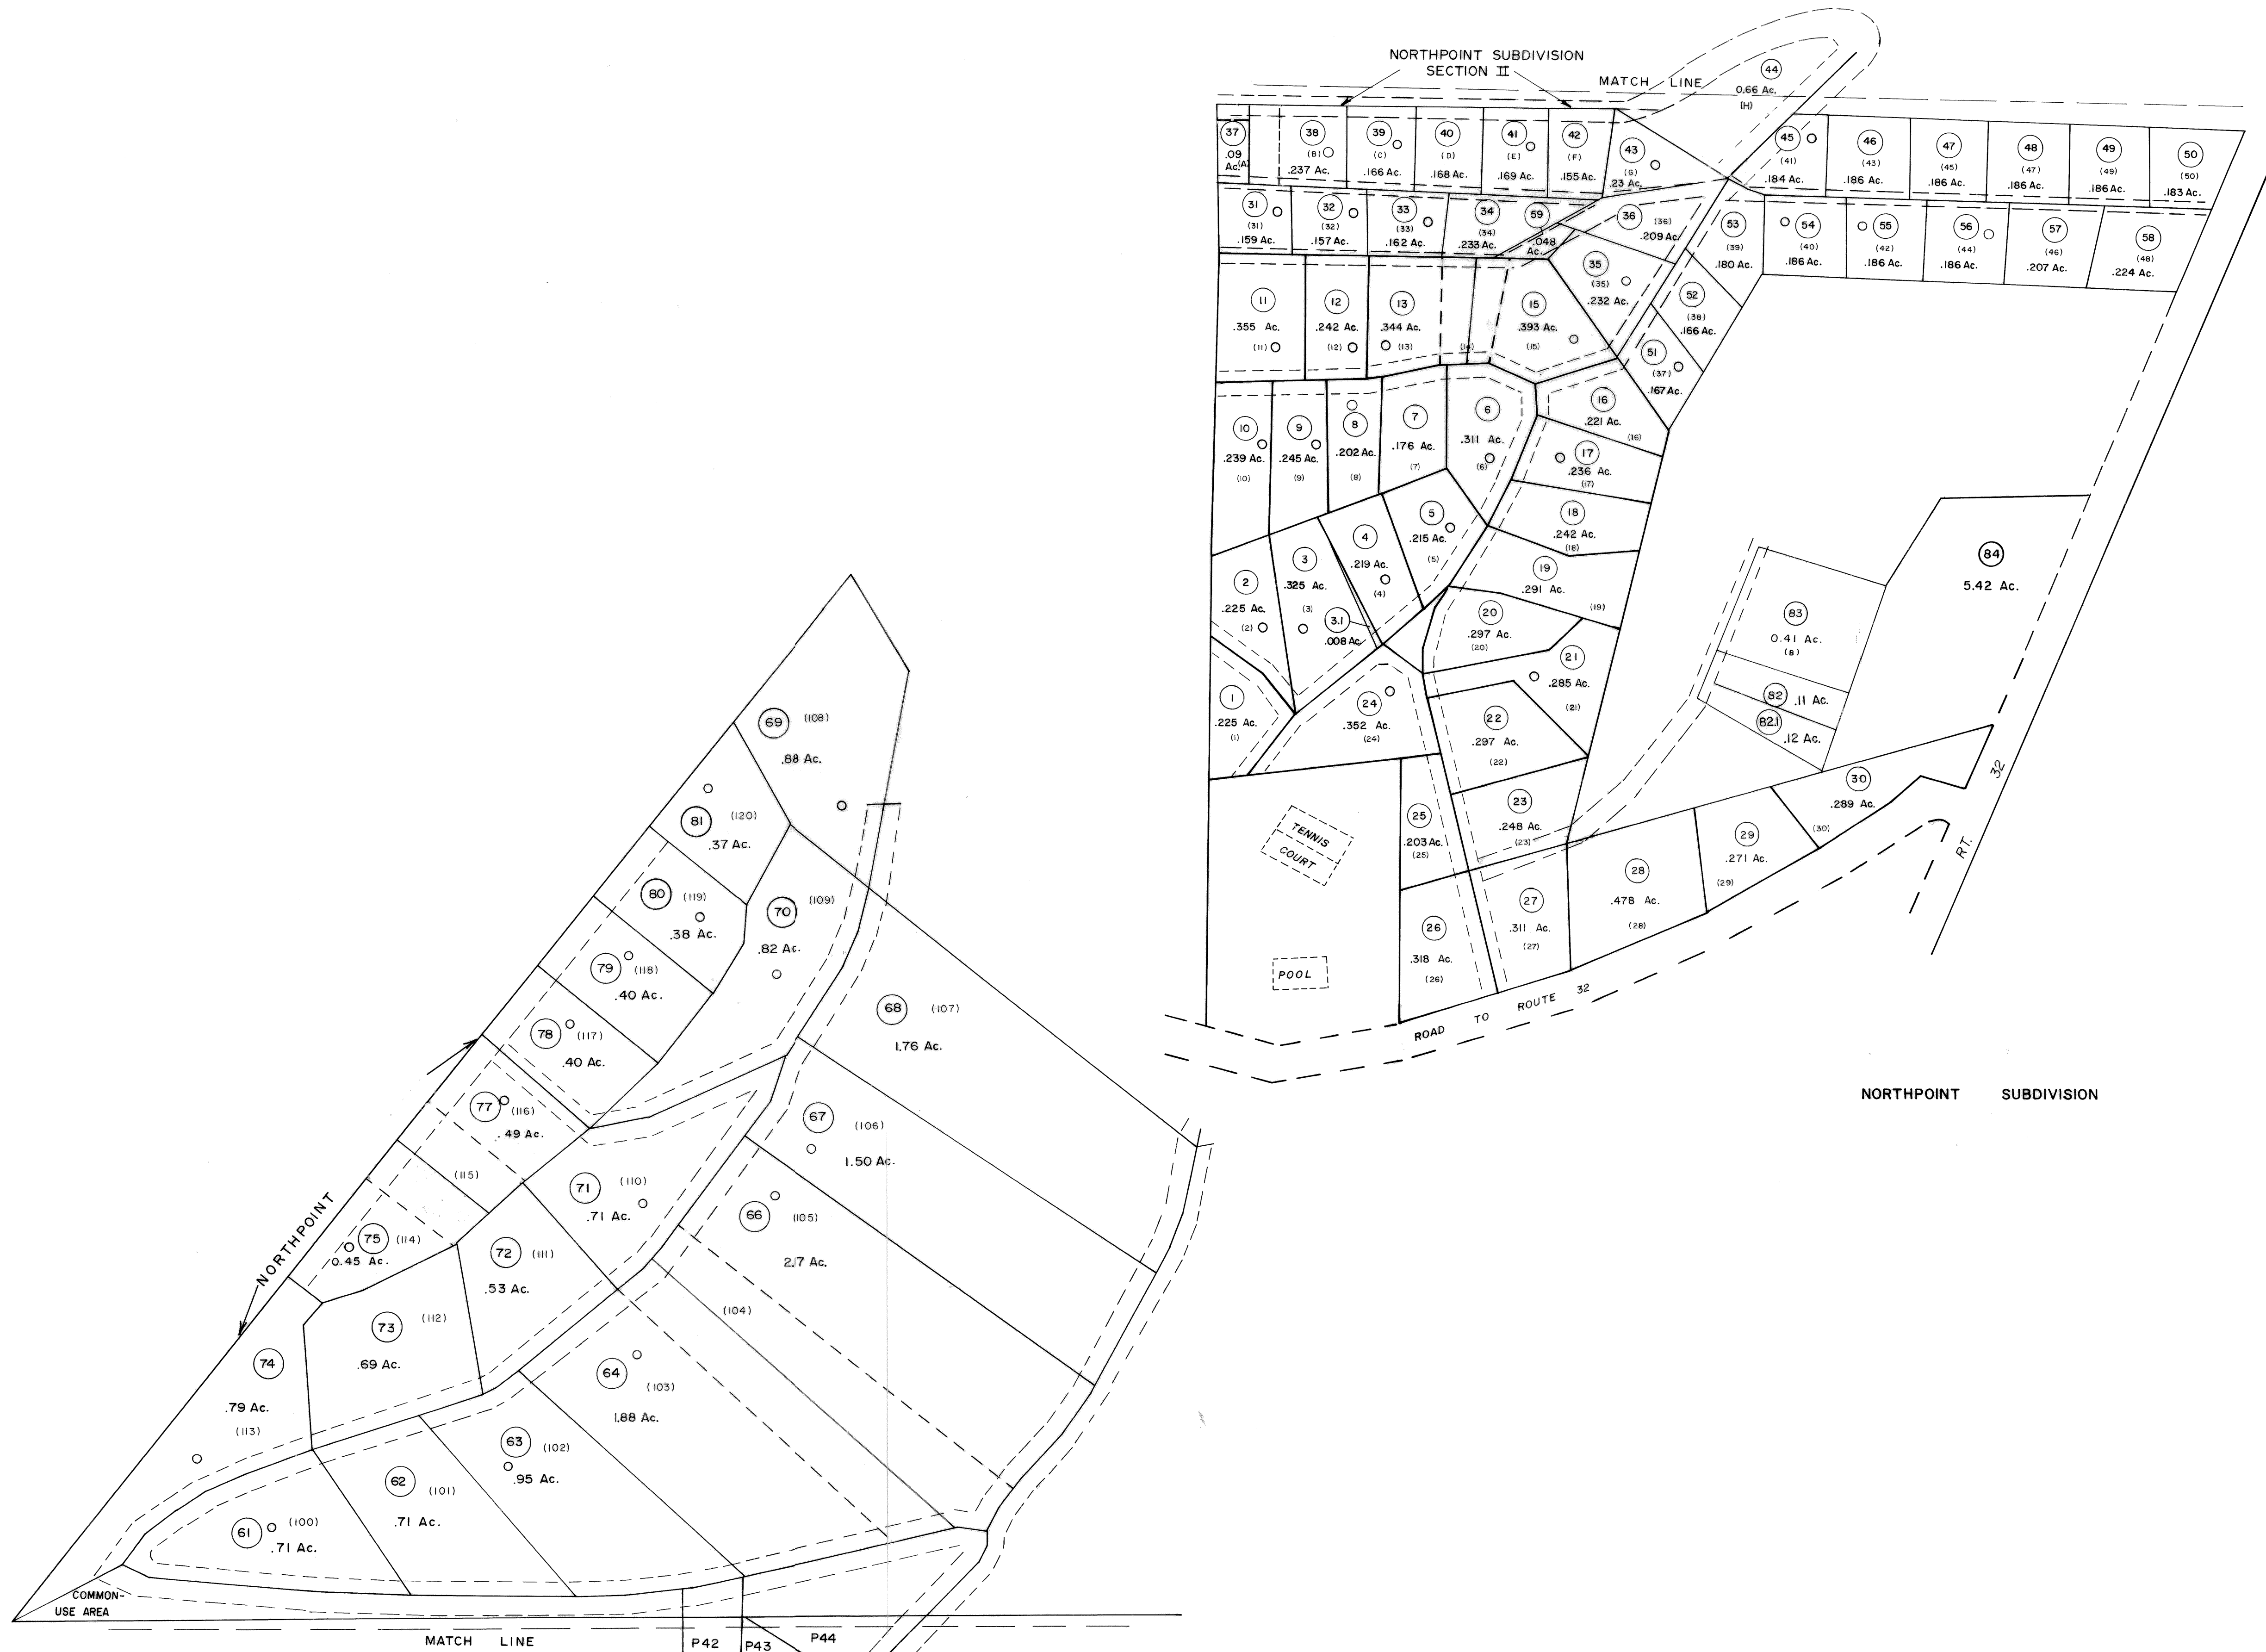 NORTHPOINT SUBDIVISION
SECTION II
MATCH LINE
44
0.66 Ac.
(H)
37
.09
Ac.(A)
38
(B)
.237 Ac.
39
(C)
.166 Ac.
40
(D)
.168 Ac.
41
(E)
.169 Ac.
42
(F)
.155 Ac.
43
(G)
.23 Ac.
45
(41)
.184 Ac.
46
(43)
.186 Ac.
47
(45)
.186 Ac.
48
(47)
.186 Ac.
49
(49)
.186 Ac.
50
(50)
.183 Ac.
31
(31)
.159 Ac.
32
(32)
.157 Ac.
33
(33)
.162 Ac.
34
(34)
.233 Ac.
59
.048
Ac.
36
(36)
.209 Ac.
53
(39)
.180 Ac.
54
(40)
.186 Ac.
55
(42)
.186 Ac.
56
(44)
.186 Ac.
57
(46)
.207 Ac.
58
(48)
.224 Ac.
35
(35)
.232 Ac.
52
(38)
.166 Ac.
51
(37)
.167 Ac.
11
.355 Ac.
(11)
12
.242 Ac.
(12)
13
.344 Ac.
(13)
(14)
15
.393 Ac.
(15)
16
.221 Ac.
(16)
10
.239 Ac.
(10)
9
.245 Ac.
(9)
8
.202 Ac.
(8)
7
.176 Ac.
(7)
6
.311 Ac.
(6)
17
.236 Ac.
(17)
18
.242 Ac.
(18)
5
.215 Ac.
(5)
4
.219 Ac.
(4)
3
.325 Ac.
(3)
3.1
.008 Ac.
2
.225 Ac.
(2)
19
.291 Ac.
(19)
20
.297 Ac.
(20)
21
.285 Ac.
(21)
1
.225 Ac.
(1)
24
.352 Ac.
(24)
22
.297 Ac.
(22)
84
5.42 Ac.
83
0.41 Ac.
(8)
82
.11 Ac.
82.1
.12 Ac.
23
.248 Ac.
(23)
25
.203 Ac.
(25)
TENNIS
COURT
POOL
26
.318 Ac.
(26)
27
.311 Ac.
(27)
28
.478 Ac.
(28)
29
.271 Ac.
(29)
30
.289 Ac.
(30)
RT. 32
ROAD TO ROUTE 32
NORTHPOINT SUBDIVISION
69
(108)
.88 Ac.
81
(120)
.37 Ac.
80
(119)
.38 Ac.
70
(109)
.82 Ac.
79
(118)
.40 Ac.
78
(117)
.40 Ac.
68
(107)
1.76 Ac.
77
(116)
.49 Ac.
67
(106)
1.50 Ac.
(115)
71
(110)
.71 Ac.
66
(105)
2.17 Ac.
NORTHPOINT
75
(114)
0.45 Ac.
72
(111)
.53 Ac.
73
(112)
.69 Ac.
(104)
74
.79 Ac.
(113)
64
(103)
1.88 Ac.
63
(102)
.95 Ac.
62
(101)
.71 Ac.
61
(100)
.71 Ac.
COMMON-
USE AREA
MATCH LINE
P42
P43
P44